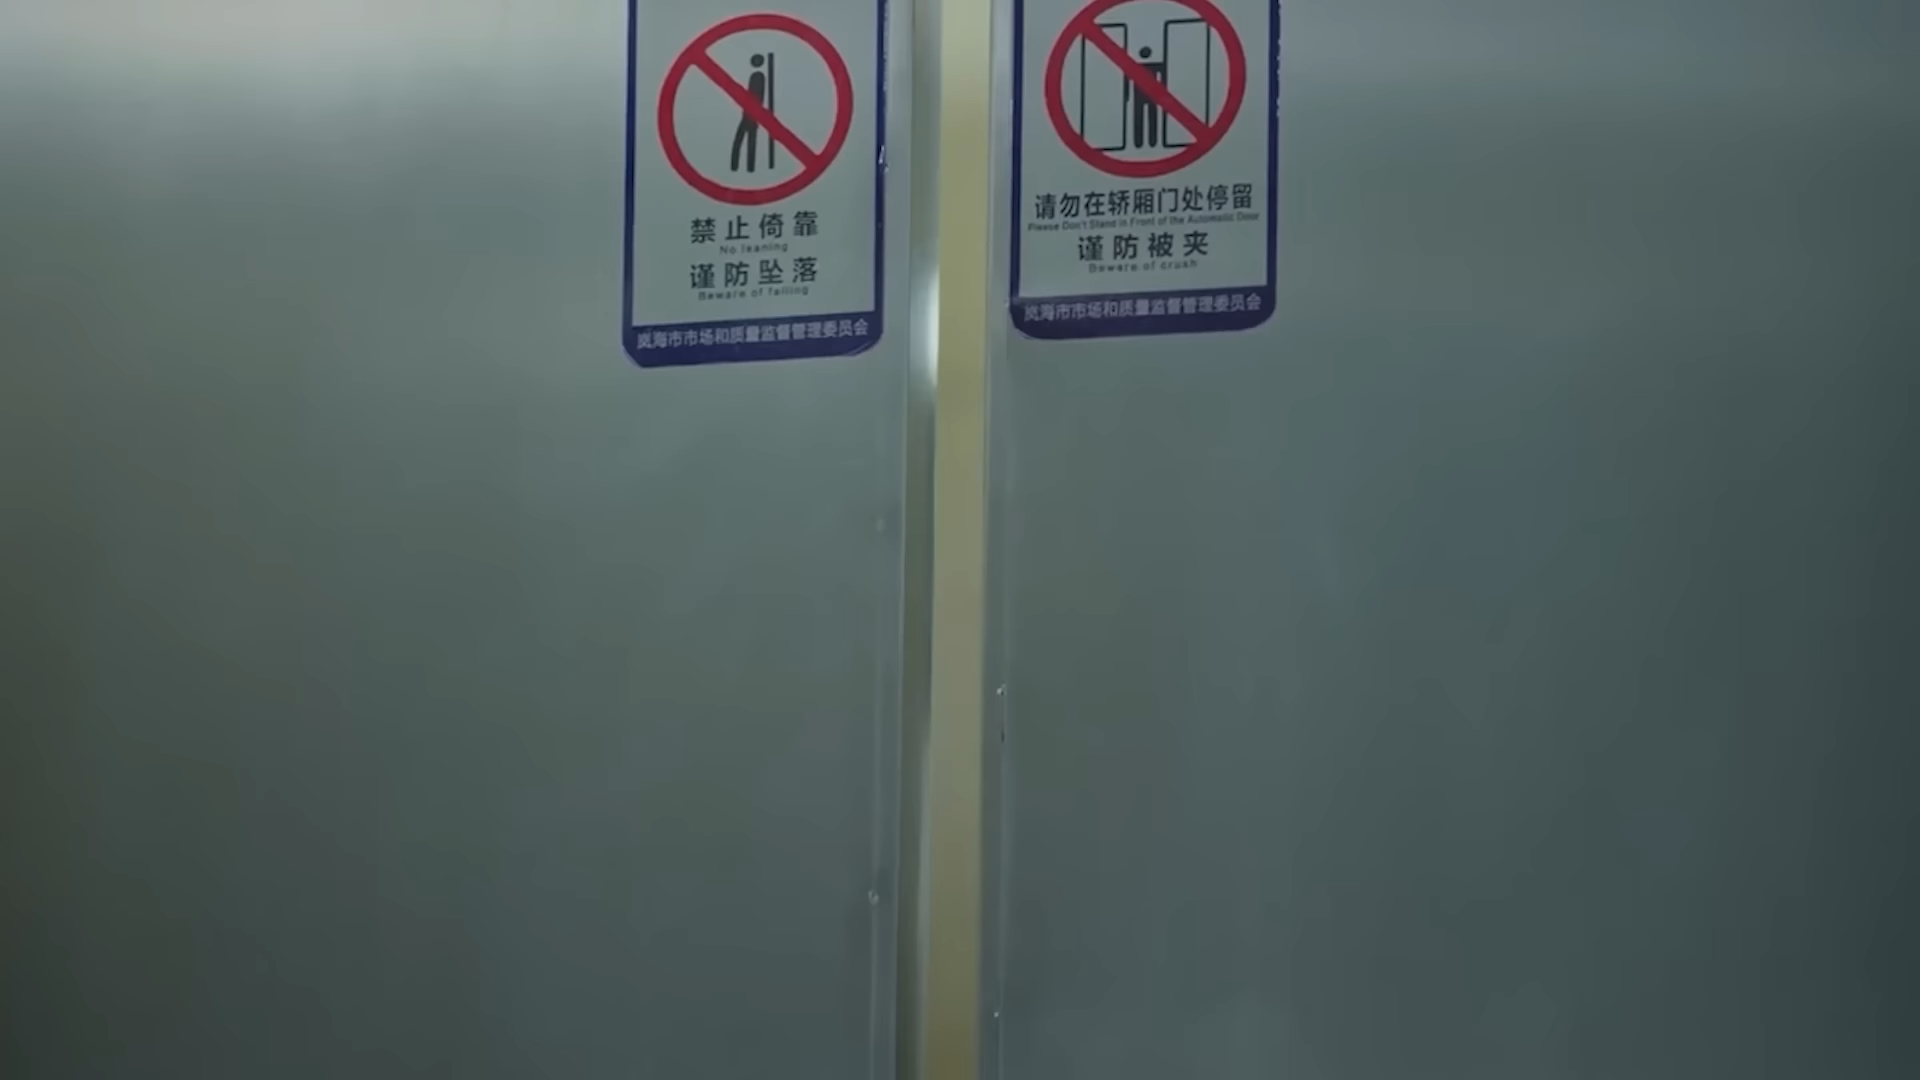 禁止倚靠
No leaning
谨防坠落
Beware of falling
岚海市市场和质量监督管理委员会
请勿在轿厢门处停留
Please Don't Stand in Front of the Automatic Door
谨防被夹
Beware of crush
岚海市市场和质量监督管理委员会